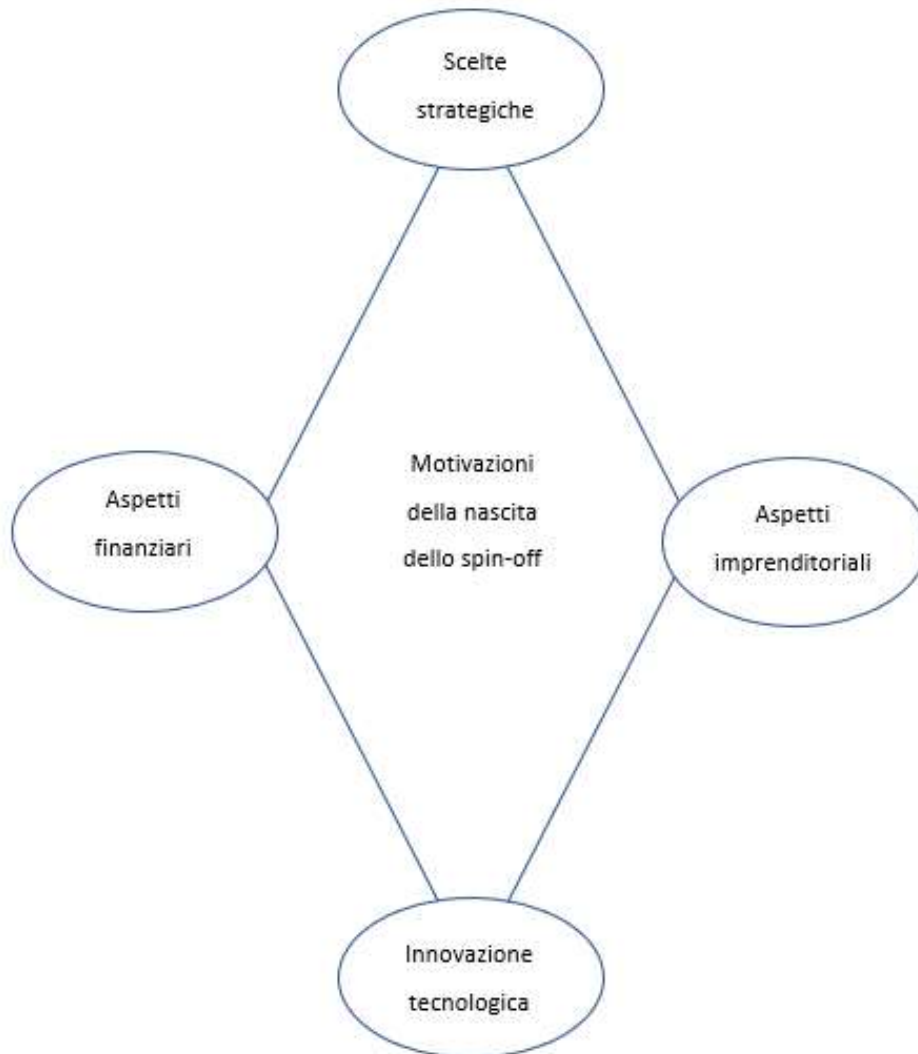 Scelte
strategiche
Motivazioni
della nascita
dello spin-off
Aspetti
finanziari
Aspetti
imprenditoriali
Innovazione
tecnologica